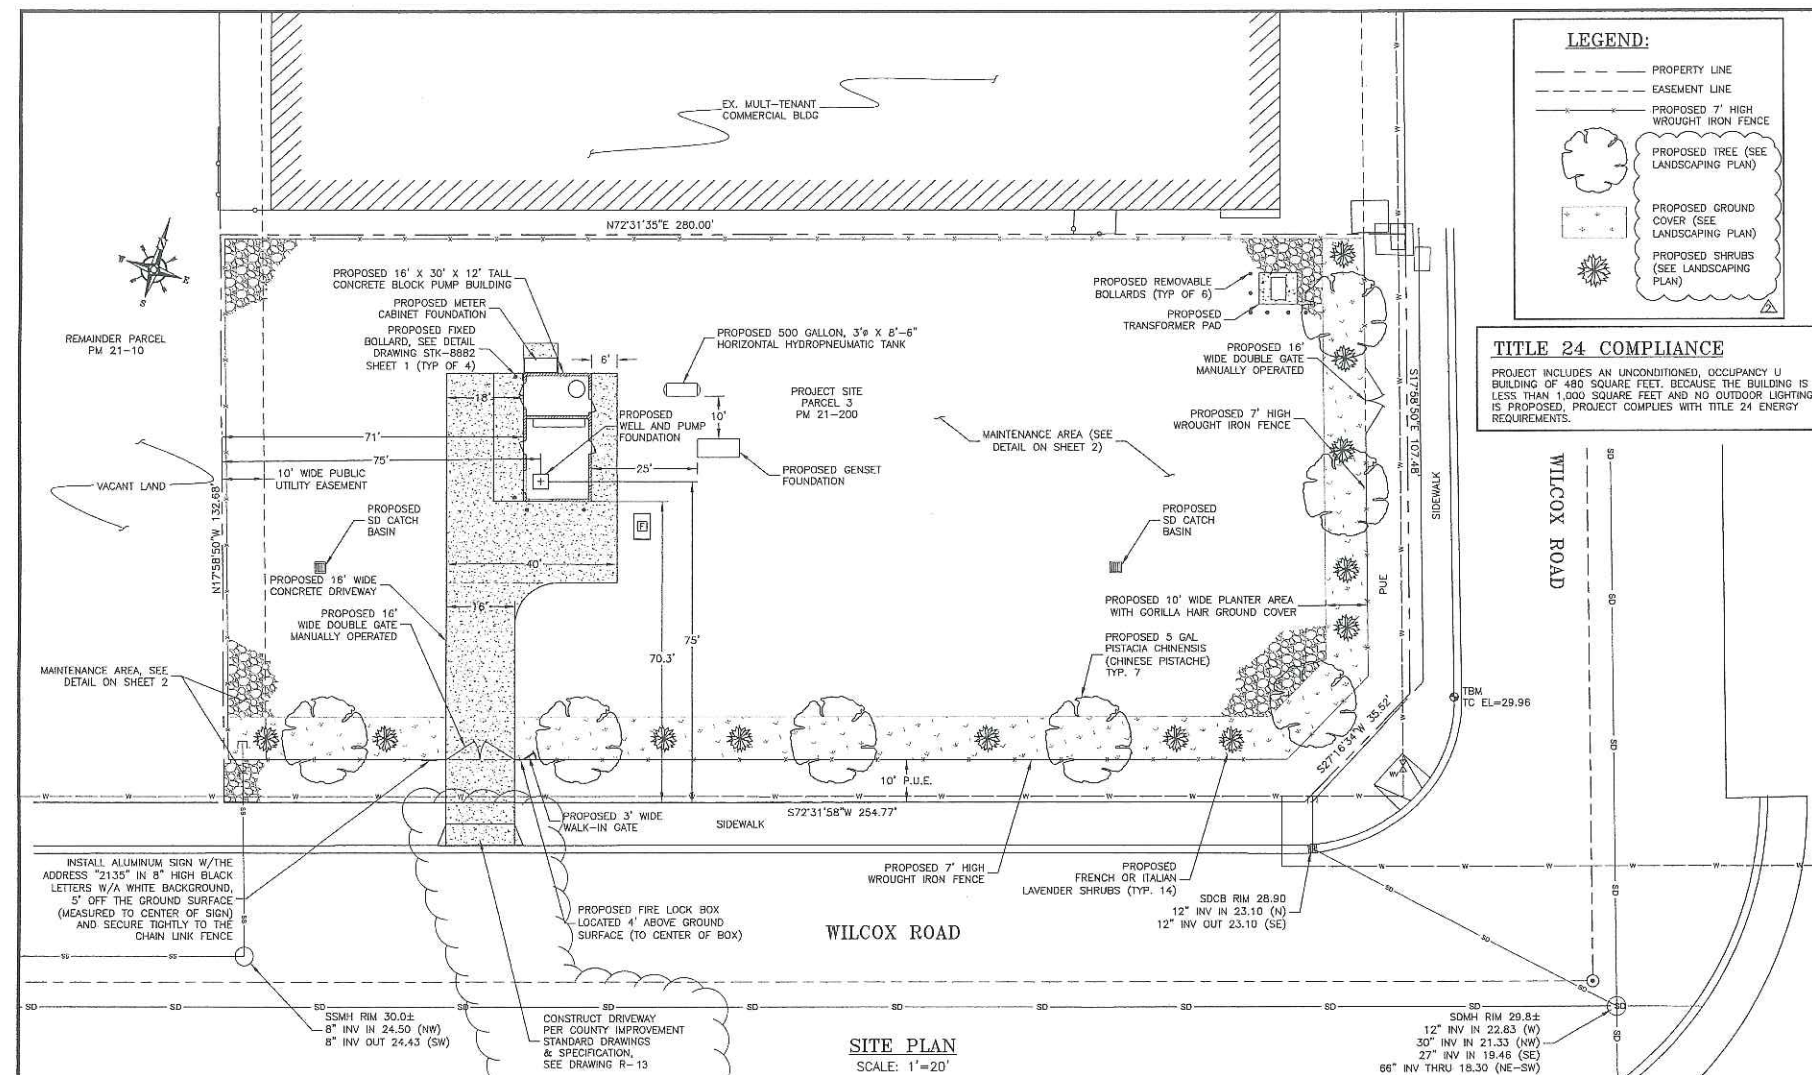 EX. MULT-TENANT
COMMERCIAL BLDG
LEGEND:
PROPERTY LINE
EASEMENT LINE
PROPOSED 7' HIGH
WROUGHT IRON FENCE
PROPOSED TREE (SEE
LANDSCAPING PLAN)
PROPOSED GROUND
COVER (SEE
LANDSCAPING PLAN)
PROPOSED SHRUBS
(SEE LANDSCAPING
PLAN)
2
TITLE 24 COMPLIANCE
PROJECT INCLUDES AN UNCONDITIONED, OCCUPANCY U
BUILDING OF 480 SQUARE FEET. BECAUSE THE BUILDING IS
LESS THAN 1,000 SQUARE FEET AND NO OUTDOOR LIGHTING
IS PROPOSED, PROJECT COMPLIES WITH TITLE 24 ENERGY
REQUIREMENTS.
N72°31'35"E 280.00'
W
E
S
REMAINDER PARCEL
PM 21-10
PROPOSED 16' X 30' X 12' TALL
CONCRETE BLOCK PUMP BUILDING
PROPOSED METER
CABINET FOUNDATION
PROPOSED FIXED
BOLLARD, SEE DETAIL
DRAWING STK-8882
SHEET 1 (TYP OF 4)
6'
PROPOSED 500 GALLON, 3'ø X 8'-6"
HORIZONTAL HYDROPNEUMATIC TANK
PROJECT SITE
PARCEL 3
PM 21-200
PROPOSED REMOVABLE
BOLLARDS (TYP OF 6)
PROPOSED
TRANSFORMER PAD
PROPOSED 16'
WIDE DOUBLE GATE
MANUALLY OPERATED
S17°58'50"E 107.48'
18'
10'
PROPOSED
WELL AND PUMP
FOUNDATION
PROPOSED 7' HIGH
WROUGHT IRON FENCE
MAINTENANCE AREA (SEE
DETAIL ON SHEET 2)
71'
75'
25'
10' WIDE PUBLIC
UTILITY EASEMENT
PROPOSED GENSET
FOUNDATION
VACANT LAND
N17°58'50"W 132.68'
PROPOSED
SD CATCH
BASIN
F
PROPOSED
SD CATCH
BASIN
SIDEWALK
WILCOX ROAD
40'
PROPOSED 16' WIDE
CONCRETE DRIVEWAY
16'
PROPOSED 16'
WIDE DOUBLE GATE
MANUALLY OPERATED
75'
70.3'
PUE
PROPOSED 10' WIDE PLANTER AREA
WITH GORILLA HAIR GROUND COVER
PROPOSED 5 GAL
PISTACIA CHINENSIS
(CHINESE PISTACHE)
TYP. 7
MAINTENANCE AREA, SEE
DETAIL ON SHEET 2
TBM
TC EL=29.96
S27°16'34"W 35.52'
WV
10' P.U.E.
S72°31'58"W 254.77'
SIDEWALK
PROPOSED 3' WIDE
WALK-IN GATE
INSTALL ALUMINUM SIGN W/THE
ADDRESS "2135" IN 8" HIGH BLACK
LETTERS W/A WHITE BACKGROUND,
5' OFF THE GROUND SURFACE
(MEASURED TO CENTER OF SIGN)
AND SECURE TIGHTLY TO THE
CHAIN LINK FENCE
PROPOSED FIRE LOCK BOX
LOCATED 4' ABOVE GROUND
SURFACE (TO CENTER OF BOX)
PROPOSED 7' HIGH
WROUGHT IRON FENCE
PROPOSED
FRENCH OR ITALIAN
LAVENDER SHRUBS (TYP. 14)
SDCB RIM 28.90
12" INV IN 23.10 (N)
12" INV OUT 23.10 (SE)
WILCOX ROAD
SSMH RIM 30.0±
8" INV IN 24.50 (NW)
8" INV OUT 24.43 (SW)
CONSTRUCT DRIVEWAY
PER COUNTY IMPROVEMENT
STANDARD DRAWINGS
& SPECIFICATION,
SEE DRAWING R-13
SITE PLAN
SCALE: 1'=20'
SDMH RIM 29.8±
12" INV IN 22.83 (W)
30" INV IN 21.33 (NW)
27" INV IN 19.46 (SE)
66" INV THRU 18.30 (NE-SW)